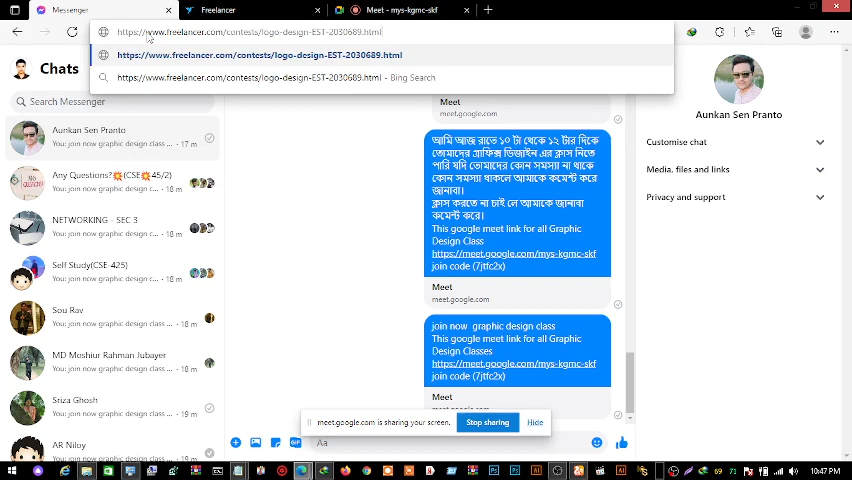 Messenger
Freelancer
Meet - mys-kgmc-skf
https://www.freelancer.com/contests/logo-design-EST-2030689.html
https://www.freelancer.com/contests/logo-design-EST-2030689.html
https://www.freelancer.com/contests/logo-design-EST-2030689.html - Bing Search
Chats
Search Messenger
Aunkan Sen Pranto
You: join now graphic design class ... · 17 m
Any Questions?💥(CSE💥45/2)
You: join now graphic design class ... · 18 m
NETWORKING - SEC 3
You: join now graphic design class ... · 18 m
Self Study(CSE-425)
You: join now graphic design class ... · 18 m
Sou Rav
You: join now graphic design class ... · 18 m
MD Moshiur Rahman Jubayer
You: join now graphic design class ... · 18 m
Sriza Ghosh
You: join now graphic design class ... · 19 m
AR Niloy
You: join now graphic design class ... · 19 m
Meet
meet.google.com
আমি আজ রাতে ১০ টা থেকে ১২ টার দিকে
তোমাদের গ্রাফিক্স ডিজাইন এর ক্লাস নিতে
পারি যদি তোমাদের কোন সমস্যা না থাকে
কোন সমস্যা থাকলে আমাকে কমেন্ট করে
জানাবা।
ক্লাস করতে না চাই লে আমাকে জানাবা
কমেন্ট করে।
This google meet link for all Graphic
Design Class
https://meet.google.com/mys-kgmc-skf
join code (7jtfc2x)
Meet
meet.google.com
join now graphic design class
This google meet link for all Graphic
Design Classes
https://meet.google.com/mys-kgmc-skf
join code (7jtfc2x)
Meet
meet.google.com is sharing your screen.
Stop sharing
Hide
GIF
Aa
Aunkan Sen Pranto
Customise chat
Media, files and links
Privacy and support
69
71
10:47 PM